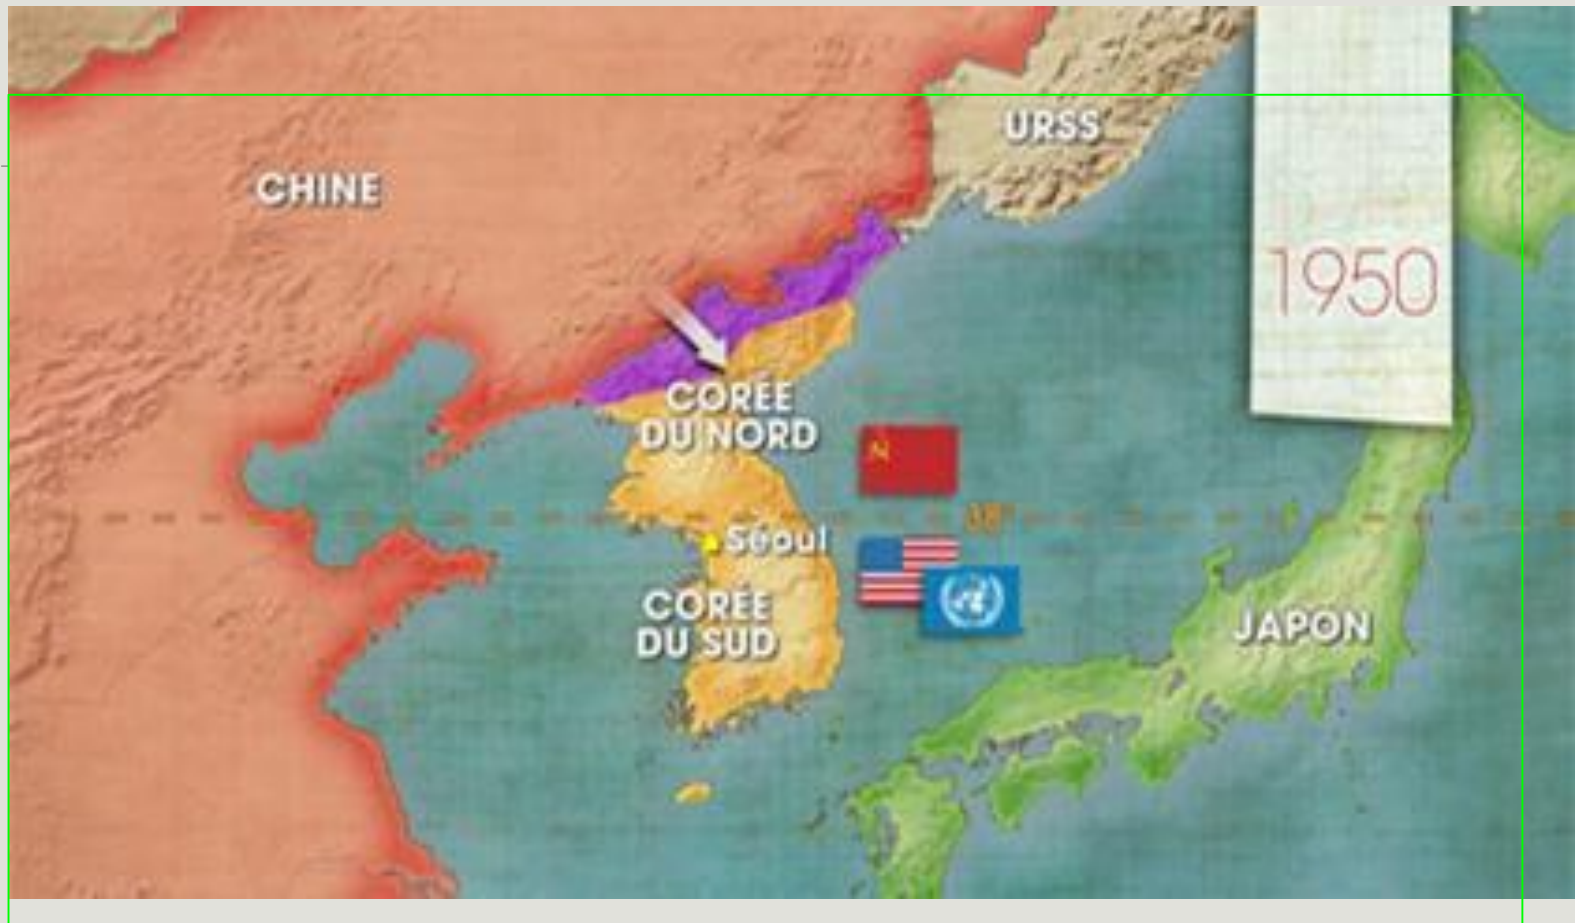 URSS
CHINE
1950
CORÉE
DU NORD
38°
Séoul
CORÉE
DU SUD
JAPON